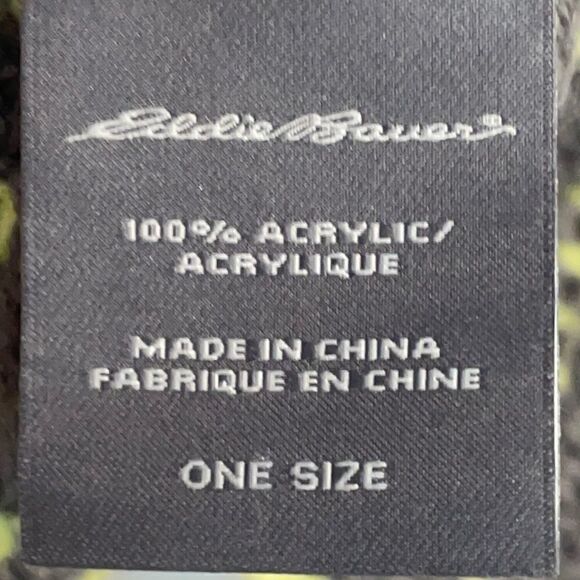 Eddie Bauer®
100% ACRYLIC/
ACRYLIQUE
MADE IN CHINA
FABRIQUE EN CHINE
ONE SIZE